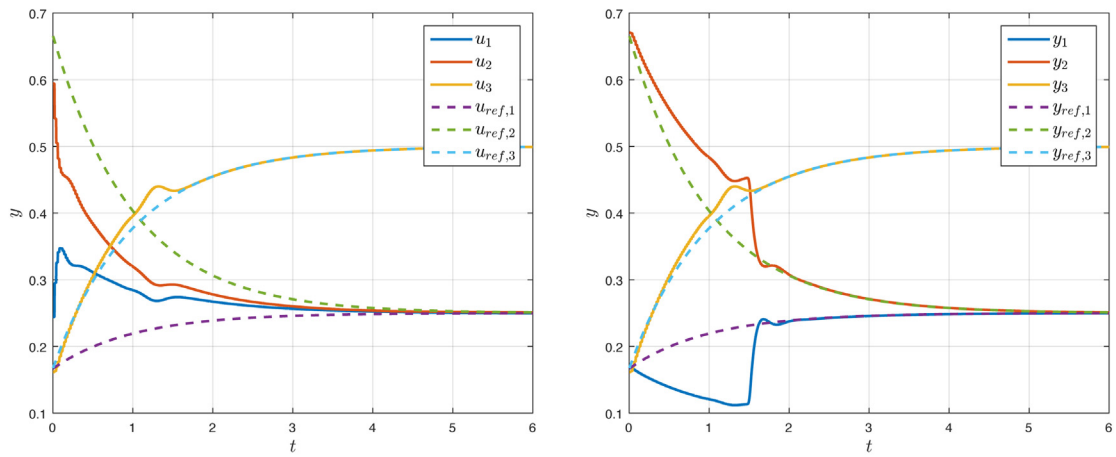 0.7
0.6
0.5
0.4
0.3
0.2
0.1
y
0 1 2 3 4 5 6
t
u1
u2
u3
uref,1
uref,2
uref,3
0.7
0.6
0.5
0.4
0.3
0.2
0.1
y
0 1 2 3 4 5 6
t
y1
y2
y3
yref,1
yref,2
yref,3